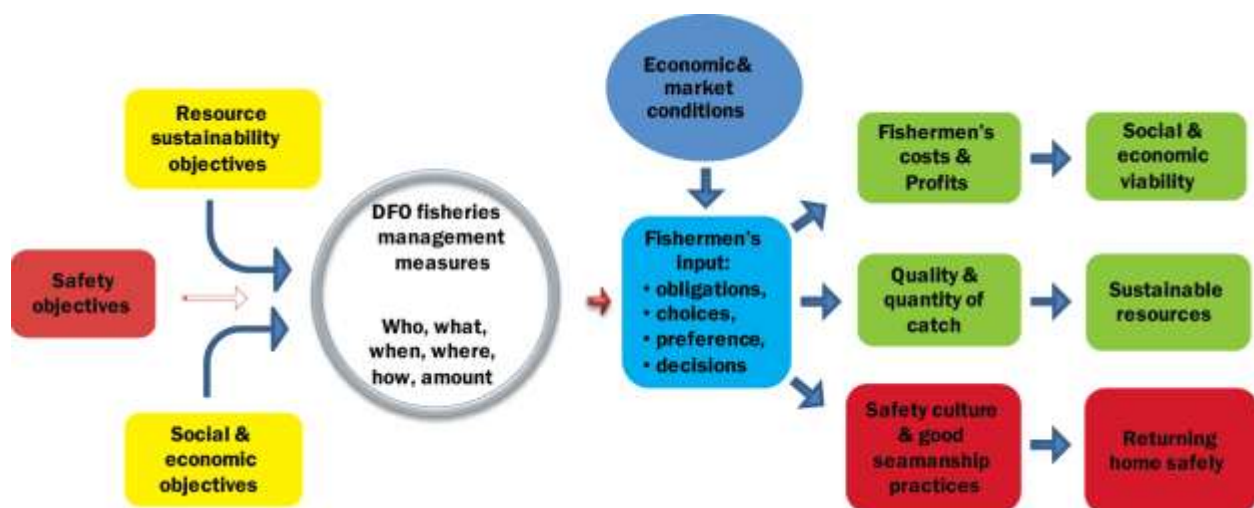 Resource
sustainability
objectives
Safety
objectives
Social &
economic
objectives
DFO fisheries
management
measures
Who, what,
when, where,
how, amount
Economic &
market
conditions
Fishermen's
input:
• obligations,
• choices,
• preference,
• decisions
Fishermen's
costs &
Profits
Social &
economic
viability
Quality &
quantity of
catch
Sustainable
resources
Safety culture
& good
seamanship
practices
Returning
home safely